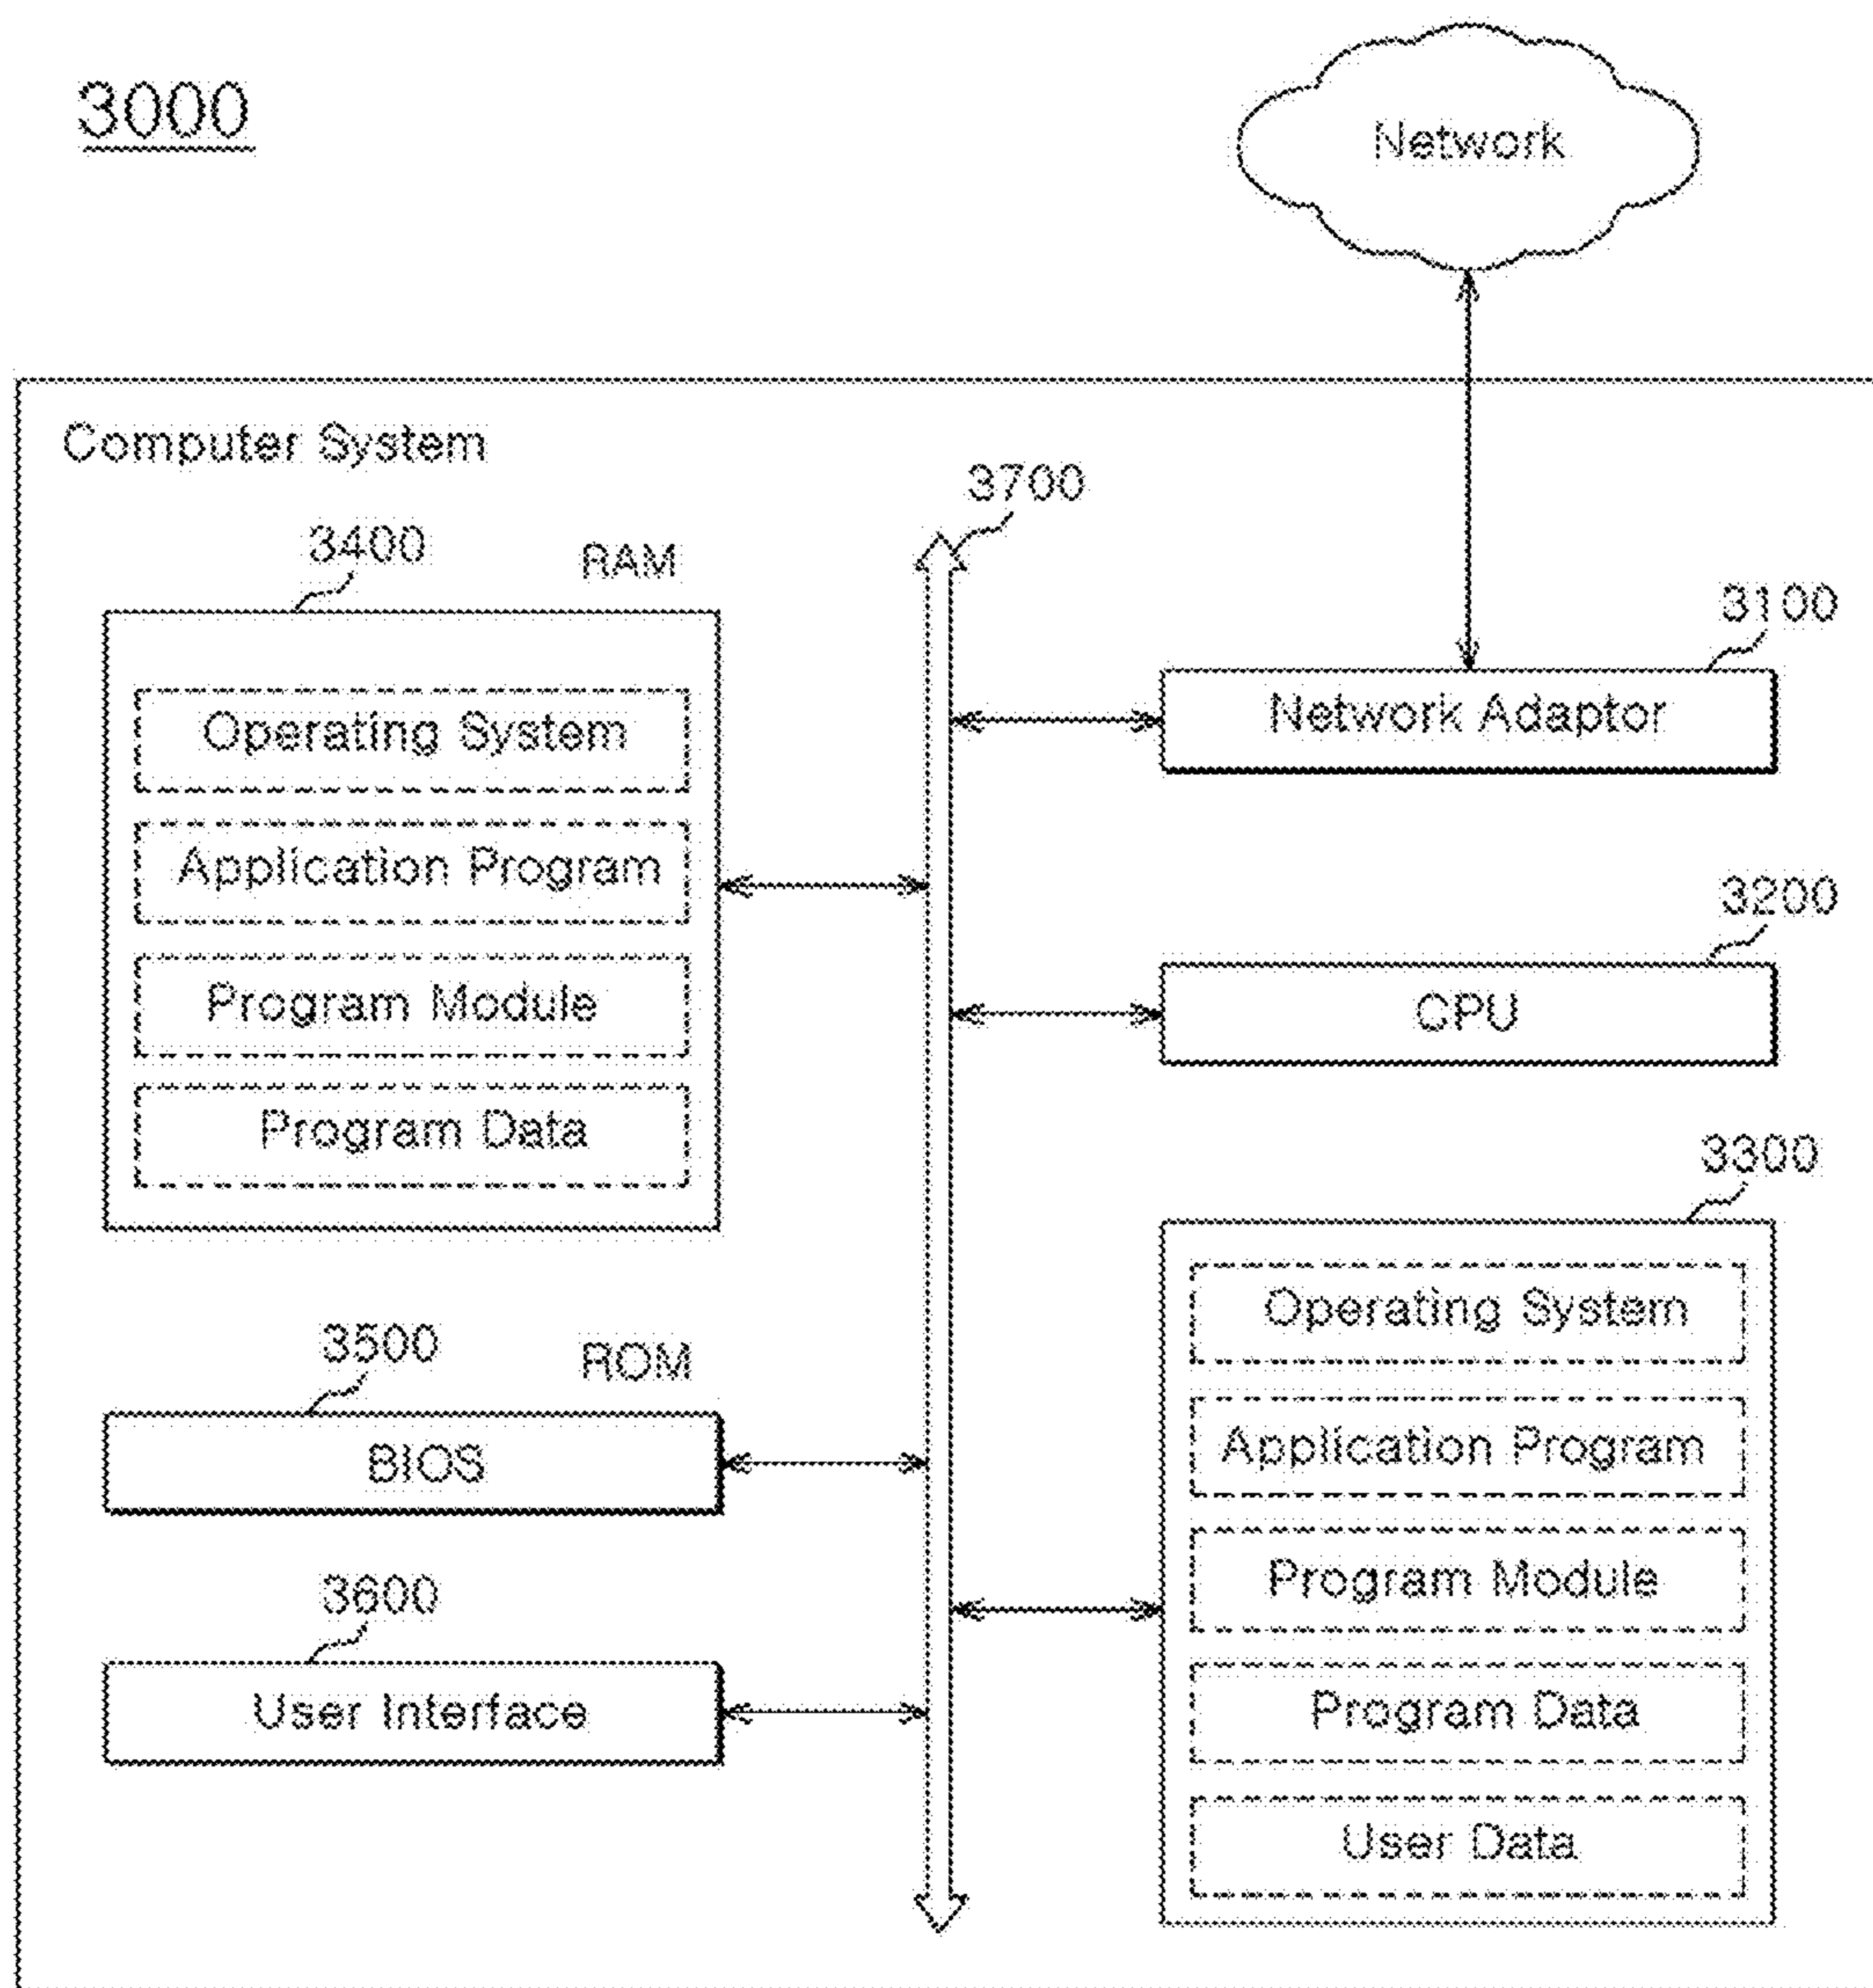 3000
Network
Computer System
3700
3400
RAM
3100
Operating System
Network Adaptor
Application Program
3200
Program Module
CPU
Program Data
3300
Operating System
3500
ROM
Application Program
BIOS
Program Module
3600
User Interface
Program Data
User Data